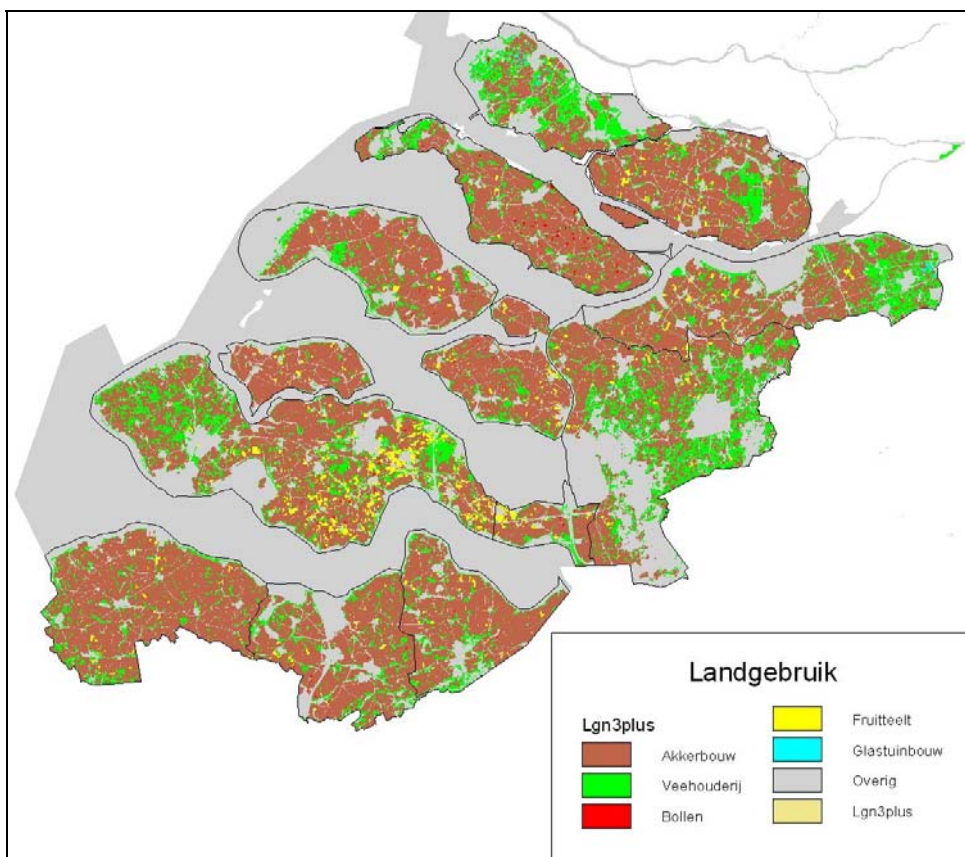 Landgebruik
Lgn3plus
Akkerbouw
Veehouderij
Bollen
Fruitteelt
Glastuinbouw
Overig
Lgn3plus